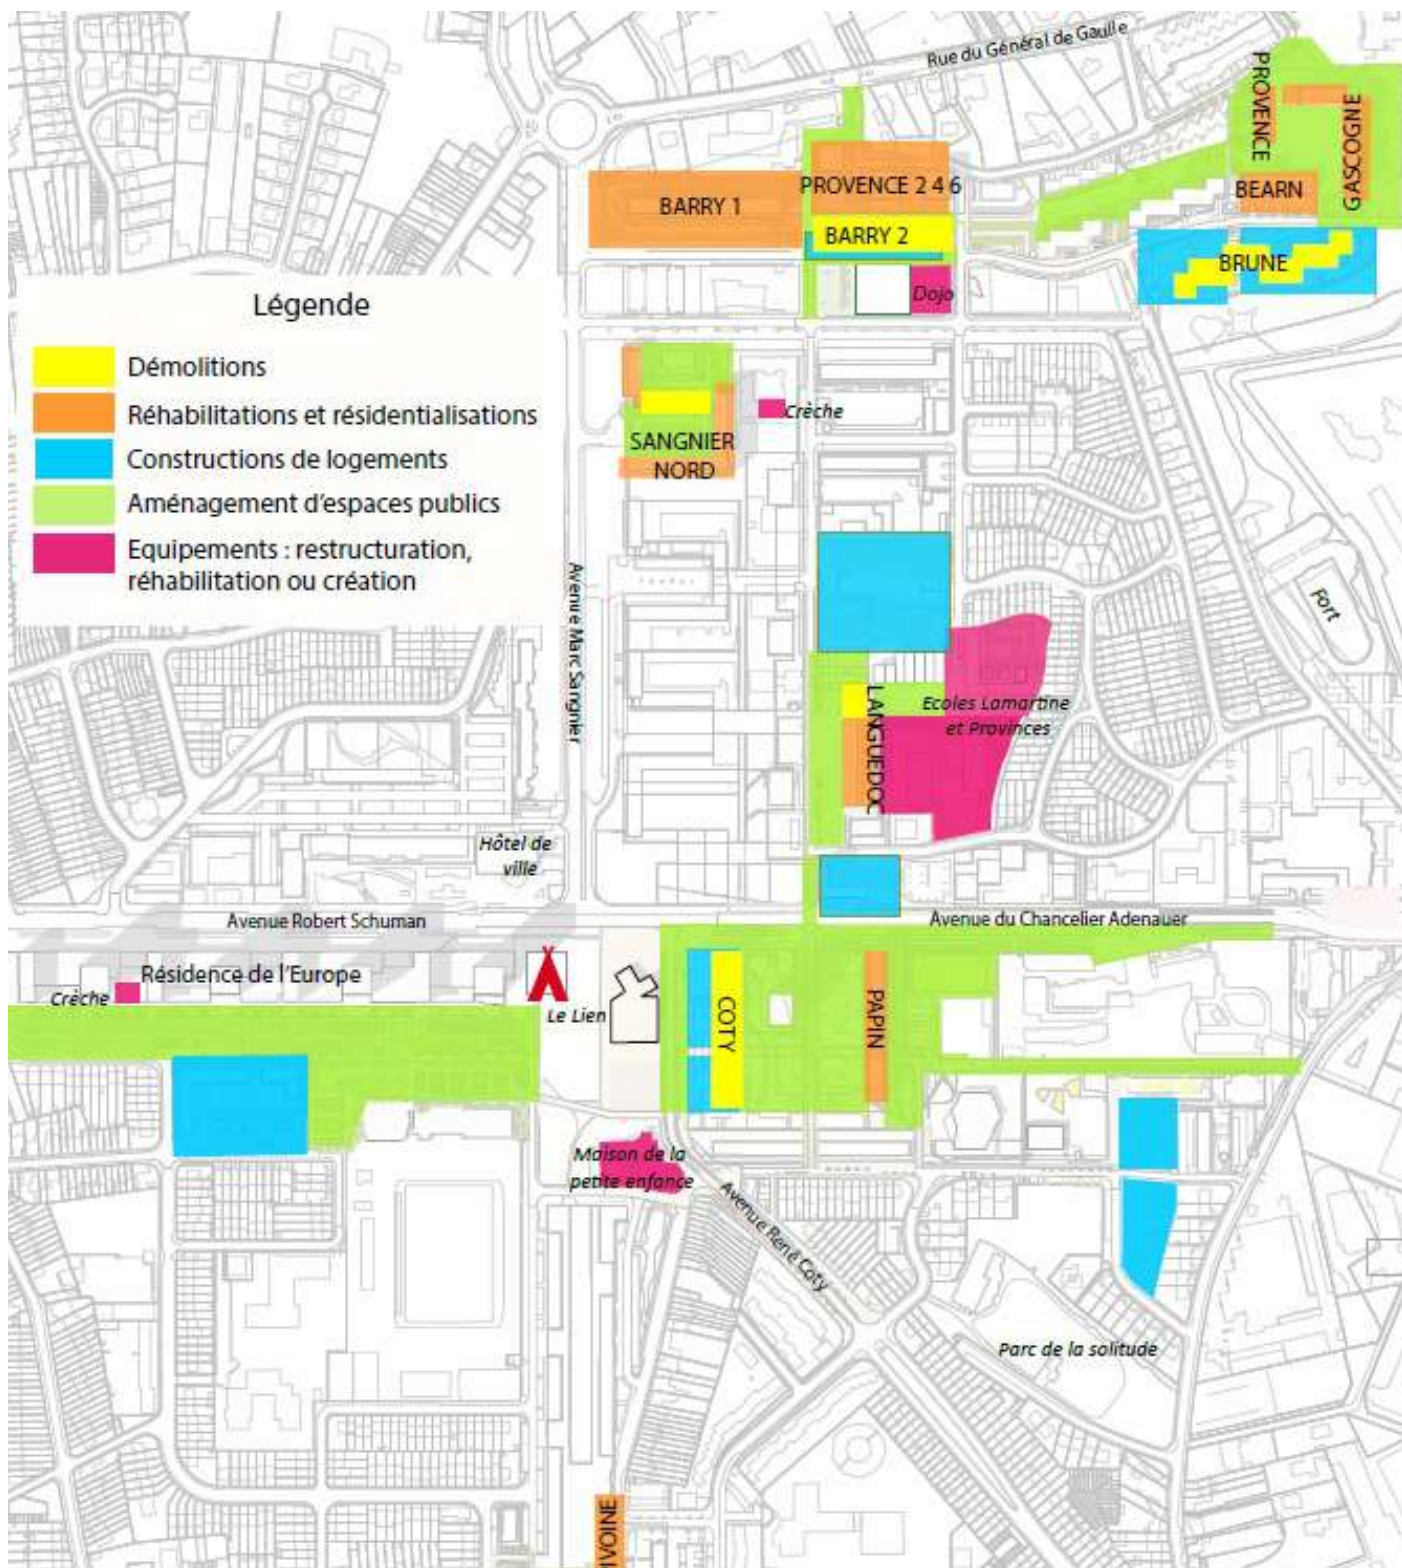 Rue du Général de Gaulle
PROVENCE
GASCOGNE
BEARN
PROVENCE 2 4 6
BARRY 1
BARRY 2
BRUNE
Dojo
Légende
Démolitions
Réhabilitations et résidentialisations
Constructions de logements
Aménagement d'espaces publics
Equipements : restructuration,
réhabilitation ou création
Crèche
SANGNIER
NORD
Avenue Marc Sangnier
Fort
LANGUEDOC
Ecoles Lamartine
et Provinces
Hôtel de
ville
Avenue Robert Schuman
Avenue du Chancelier Adenauer
Résidence de l'Europe
Crèche
Le Lien
COTY
PAPIN
Maison de la
petite enfance
Avenue René Coty
Parc de la solitude
IVOINE